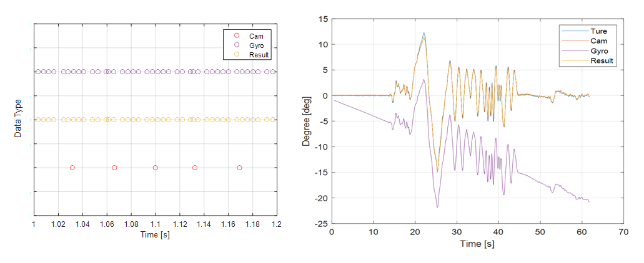 Cam
Gyro
Result
Data Type
1
1.02
1.04
1.06
1.08
1.1
1.12
1.14
1.16
1.18
1.2
Time [s]
15
10
5
0
-5
-10
-15
-20
-25
Degree [deg]
Ture
Cam
Gyro
Result
0
10
20
30
40
50
60
70
Time [s]